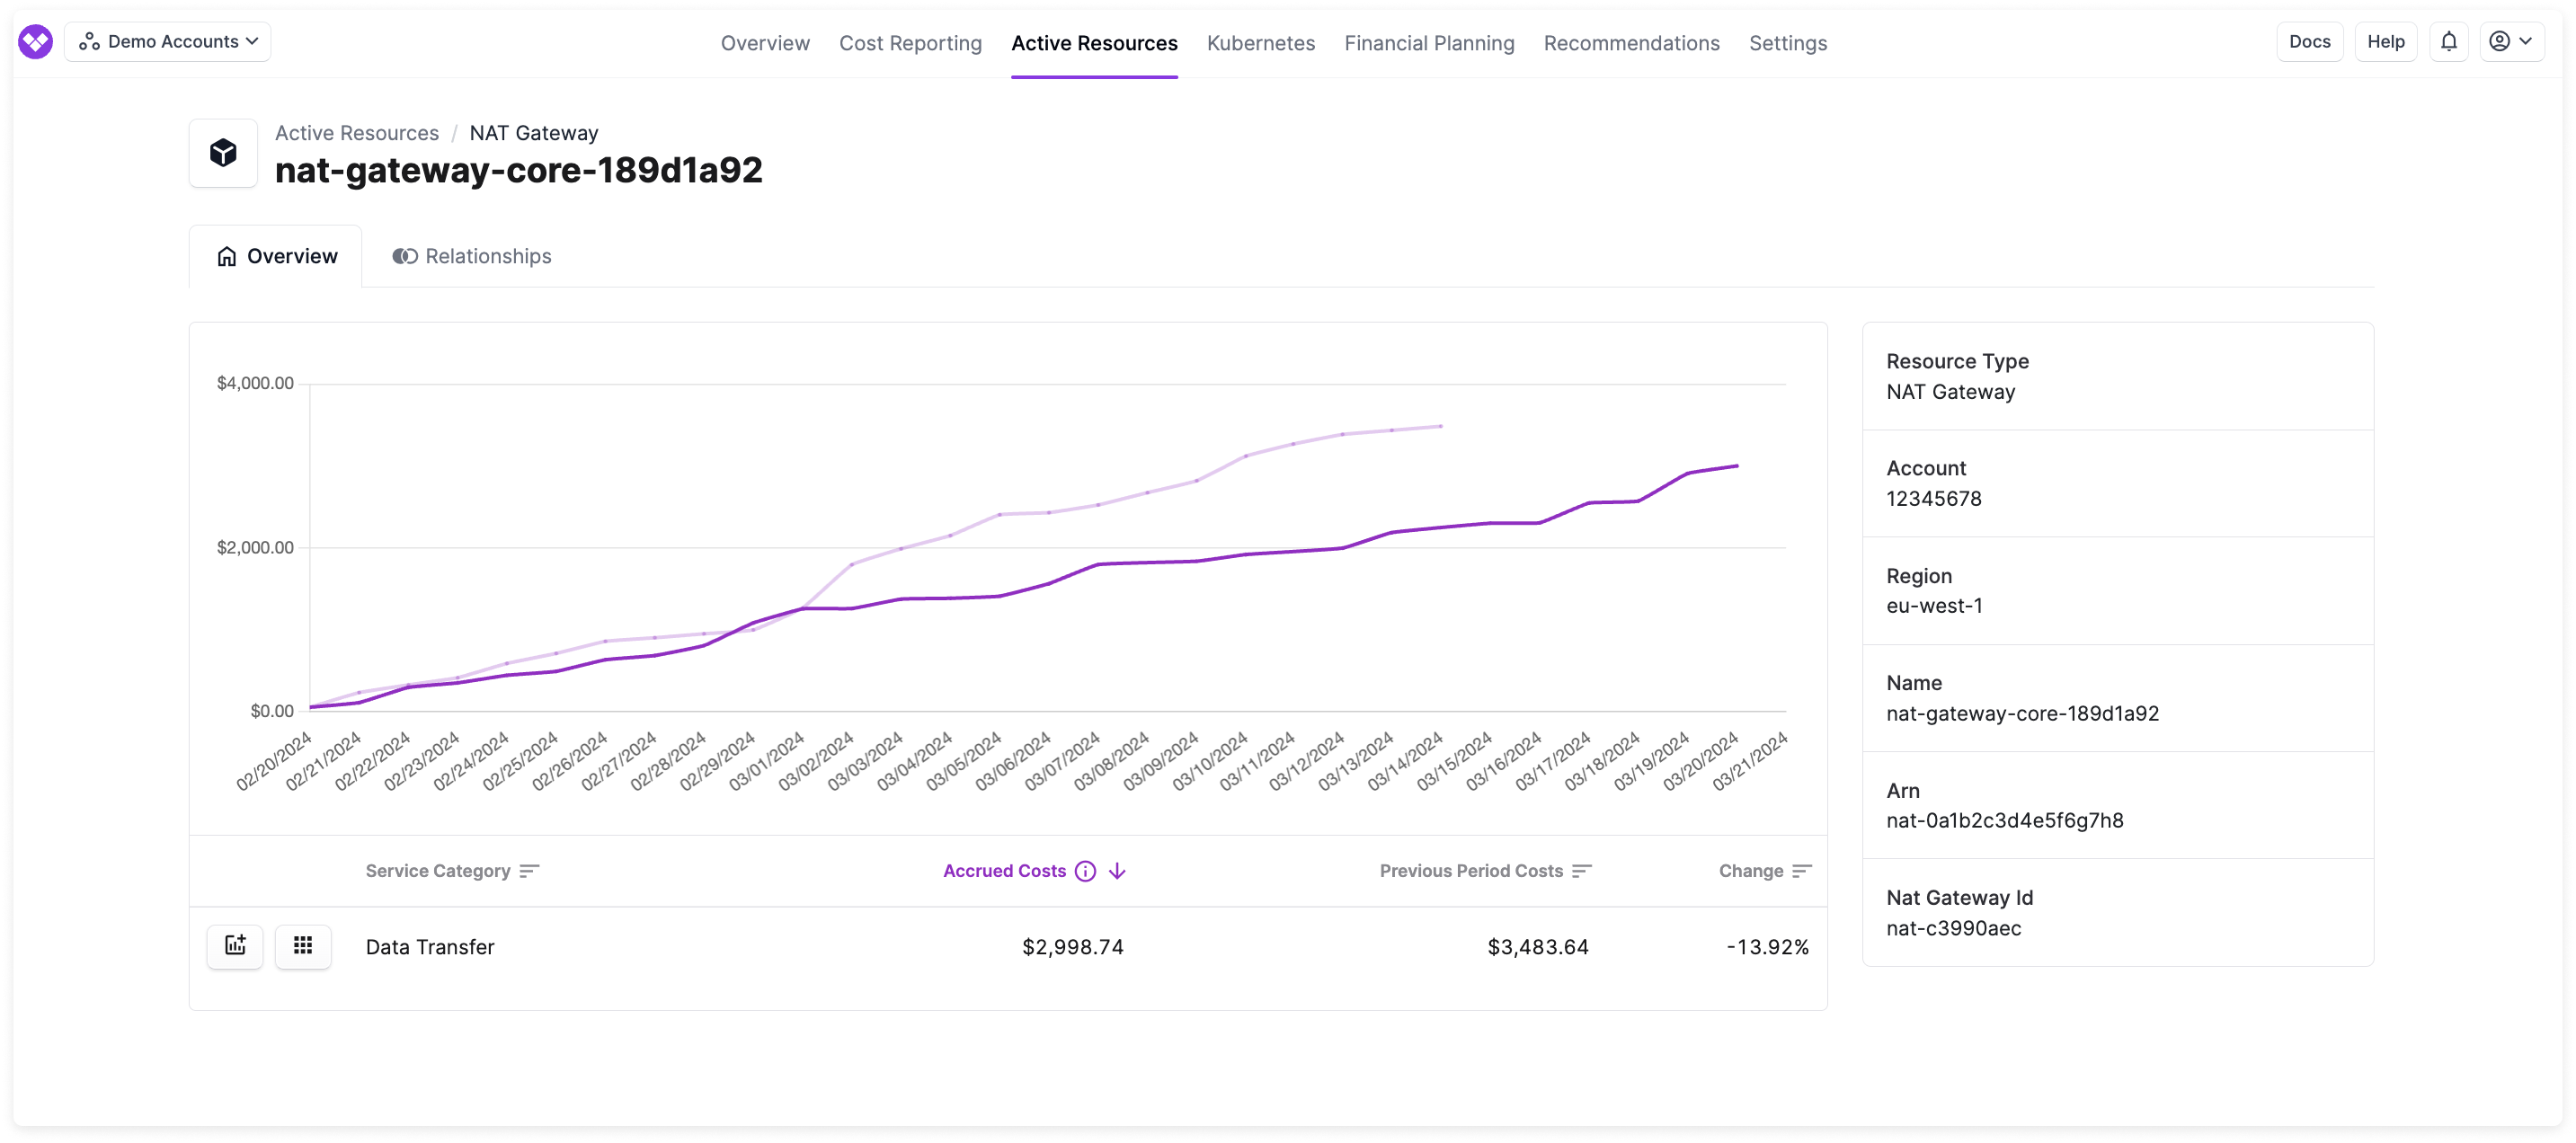 Demo Accounts
Overview Cost Reporting Active Resources Kubernetes Financial Planning Recommendations Settings
Docs Help
Active Resources / NAT Gateway
nat-gateway-core-189d1a92
Overview Relationships
$4,000.00
$2,000.00
$0.00
02/20/2024 02/21/2024 02/22/2024 02/23/2024 02/24/2024 02/25/2024 02/26/2024 02/27/2024 02/28/2024 02/29/2024 03/01/2024 03/02/2024 03/03/2024 03/04/2024 03/05/2024 03/06/2024 03/07/2024 03/08/2024 03/09/2024 03/10/2024 03/11/2024 03/12/2024 03/13/2024 03/14/2024 03/15/2024 03/16/2024 03/17/2024 03/18/2024 03/19/2024 03/20/2024 03/21/2024
Service Category Accrued Costs Previous Period Costs Change
Data Transfer $2,998.74 $3,483.64 -13.92%
Resource Type
NAT Gateway
Account
12345678
Region
eu-west-1
Name
nat-gateway-core-189d1a92
Arn
nat-0a1b2c3d4e5f6g7h8
Nat Gateway Id
nat-c3990aec